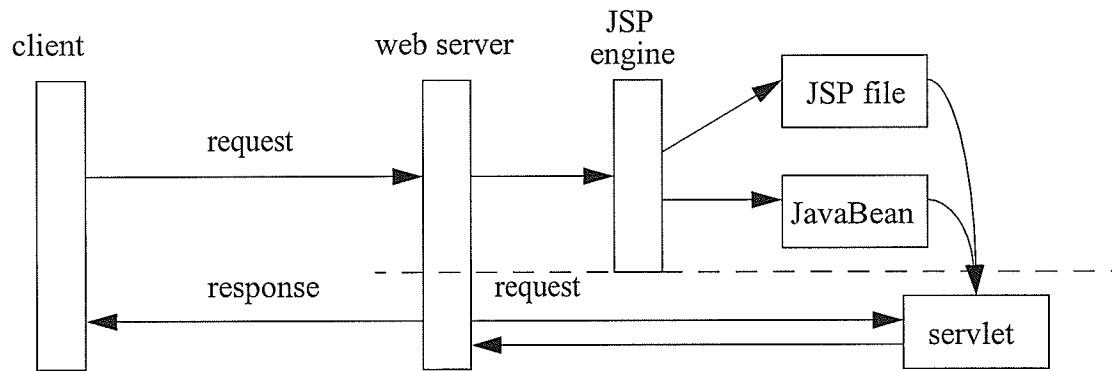 client
web server
JSP
engine
JSP file
request
JavaBean
response
request
servlet